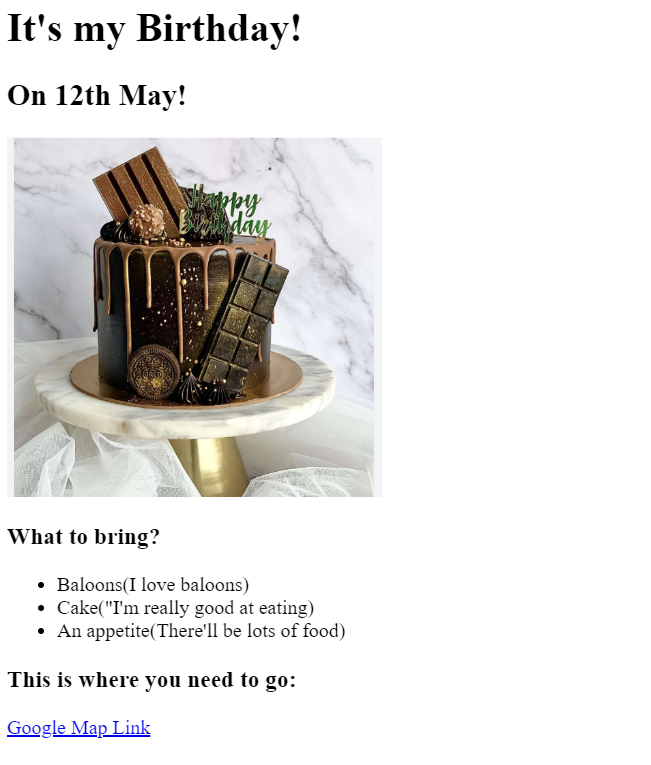 It's my Birthday!
On 12th May!
Happy
Birthday
OREO
What to bring?
Baloons(I love baloons)
Cake("I'm really good at eating)
An appetite(There'll be lots of food)
This is where you need to go:
Google Map Link